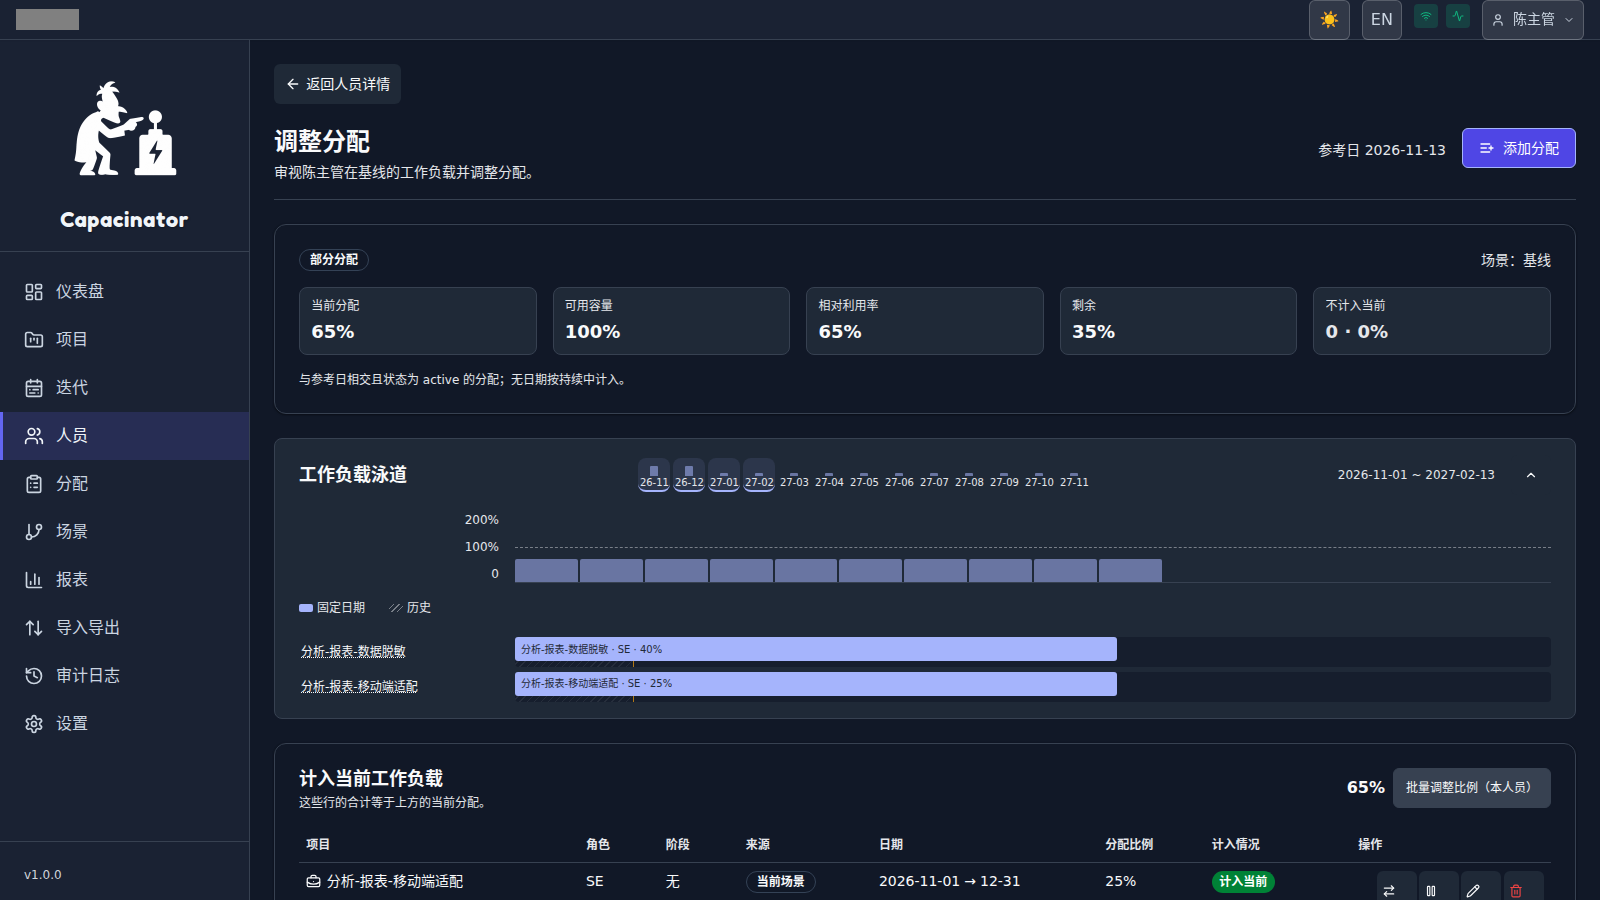 EN
陈主管
Capacinator
仪表盘
项目
迭代
人员
分配
场景
报表
导入导出
审计日志
设置
v1.0.0
返回人员详情
调整分配
审视陈主管在基线的工作负载并调整分配。
参考日 2026-11-13
添加分配
部分分配
场景：基线
当前分配
65%
可用容量
100%
相对利用率
65%
剩余
35%
不计入当前
0 · 0%
与参考日相交且状态为 active 的分配；无日期按持续中计入。
工作负载泳道
26-11 26-12 27-01 27-02 27-03 27-04 27-05 27-06 27-07 27-08 27-09 27-10 27-11
2026-11-01 ~ 2027-02-13
200%
100%
0
固定日期 历史
分析-报表-数据脱敏
分析-报表-数据脱敏 · SE · 40%
分析-报表-移动端适配
分析-报表-移动端适配 · SE · 25%
计入当前工作负载
这些行的合计等于上方的当前分配。
65%
批量调整比例（本人员）
项目 角色 阶段 来源 日期 分配比例 计入情况 操作
分析-报表-移动端适配 SE 无 当前场景 2026-11-01 → 12-31 25% 计入当前